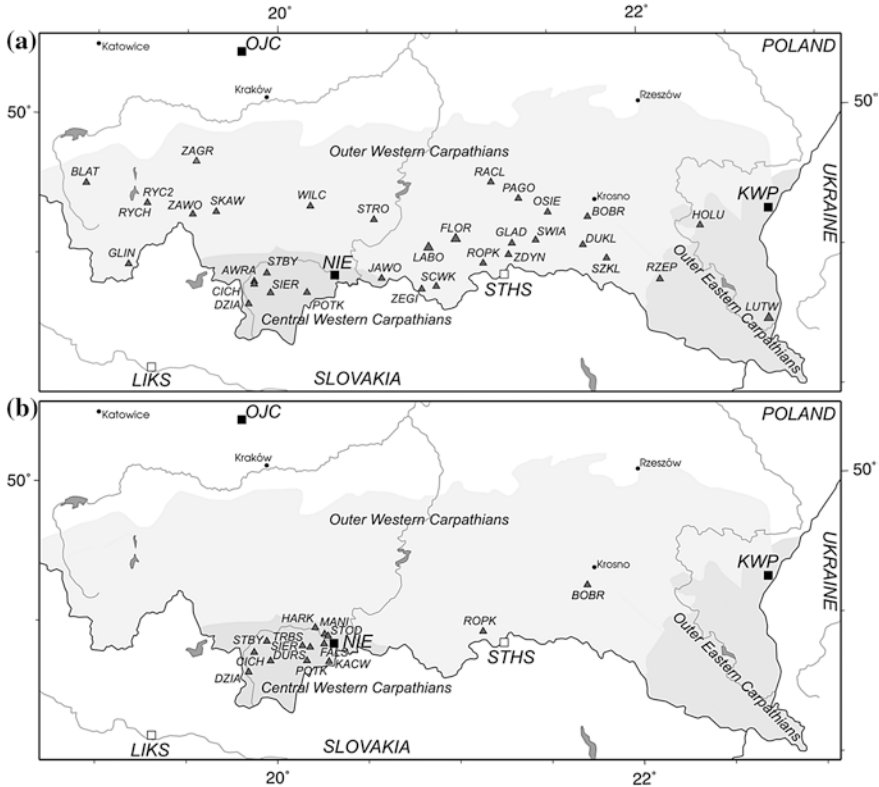 20°
22°
(a)
Katowice
OJC
POLAND
Kraków
Rzeszów
50°
50°
Outer Western Carpathians
ZAGR
BLAT
RACL
UKRAINE
RYC2
PAGO
Krosno
KWP
RYCH
ZAWO
SKAW
WILC
STRO
OSIE
BOBR
HOLU
FLOR
GLAD
SWIA
DUKL
GLIN
STBY
NIE
LABO
ROPK
ZDYN
AWRA
JAWO
SCWK
STHS
SZKL
RZEP
Outer Eastern Carpathians
CICH
SIER
ZEGI
DZIA
POTK
LUTW
Central Western Carpathians
LIKS
SLOVAKIA
(b)
Katowice
OJC
POLAND
Kraków
Rzeszów
50°
50°
Outer Western Carpathians
UKRAINE
Krosno
KWP
BOBR
HARK
MANI
ROPK
STBY
TRBS
STOD
NIE
SIER
FALS
STHS
Outer Eastern Carpathians
CICH
DURS
KACW
DZIA
POTK
Central Western Carpathians
LIKS
SLOVAKIA
20°
22°